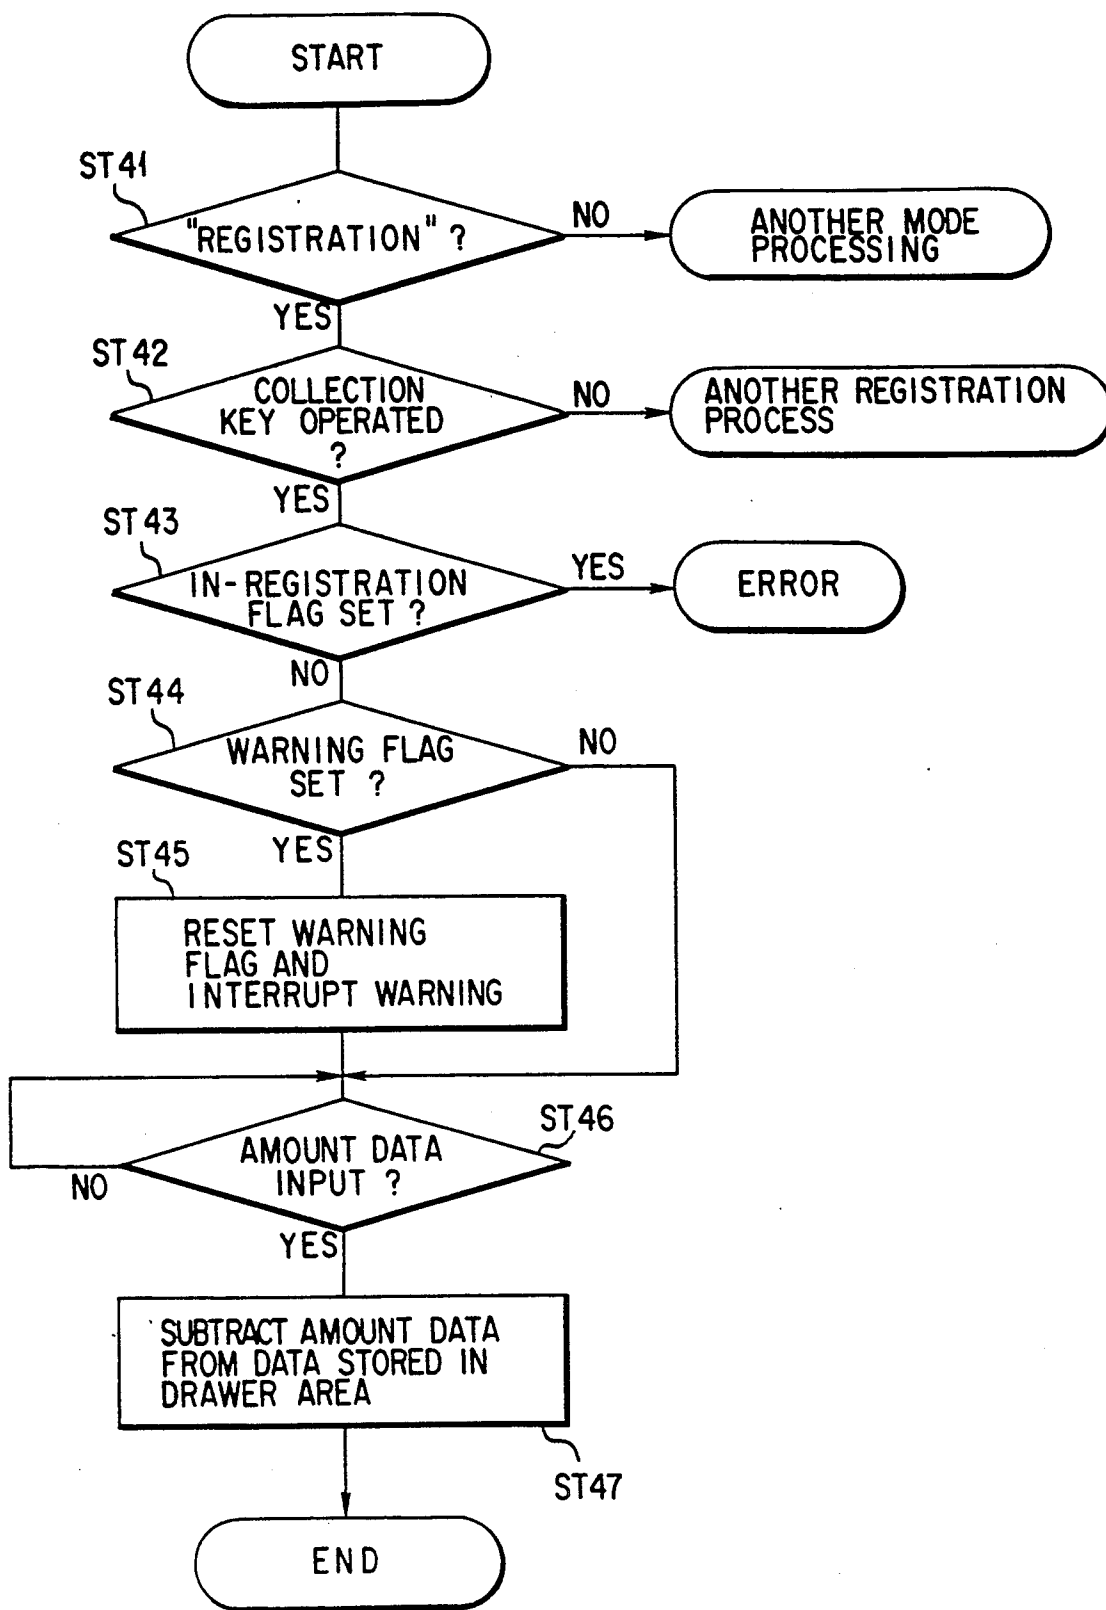 START
ST41
"REGISTRATION" ?
NO
ANOTHER MODE
PROCESSING
YES
ST42
COLLECTION
KEY OPERATED
?
NO
ANOTHER REGISTRATION
PROCESS
YES
ST43
IN-REGISTRATION
FLAG SET ?
YES
ERROR
NO
ST44
WARNING FLAG
SET ?
NO
YES
ST45
RESET WARNING
FLAG AND
INTERRUPT WARNING
ST46
AMOUNT DATA
INPUT ?
NO
YES
SUBTRACT AMOUNT DATA
FROM DATA STORED IN
DRAWER AREA
ST47
END